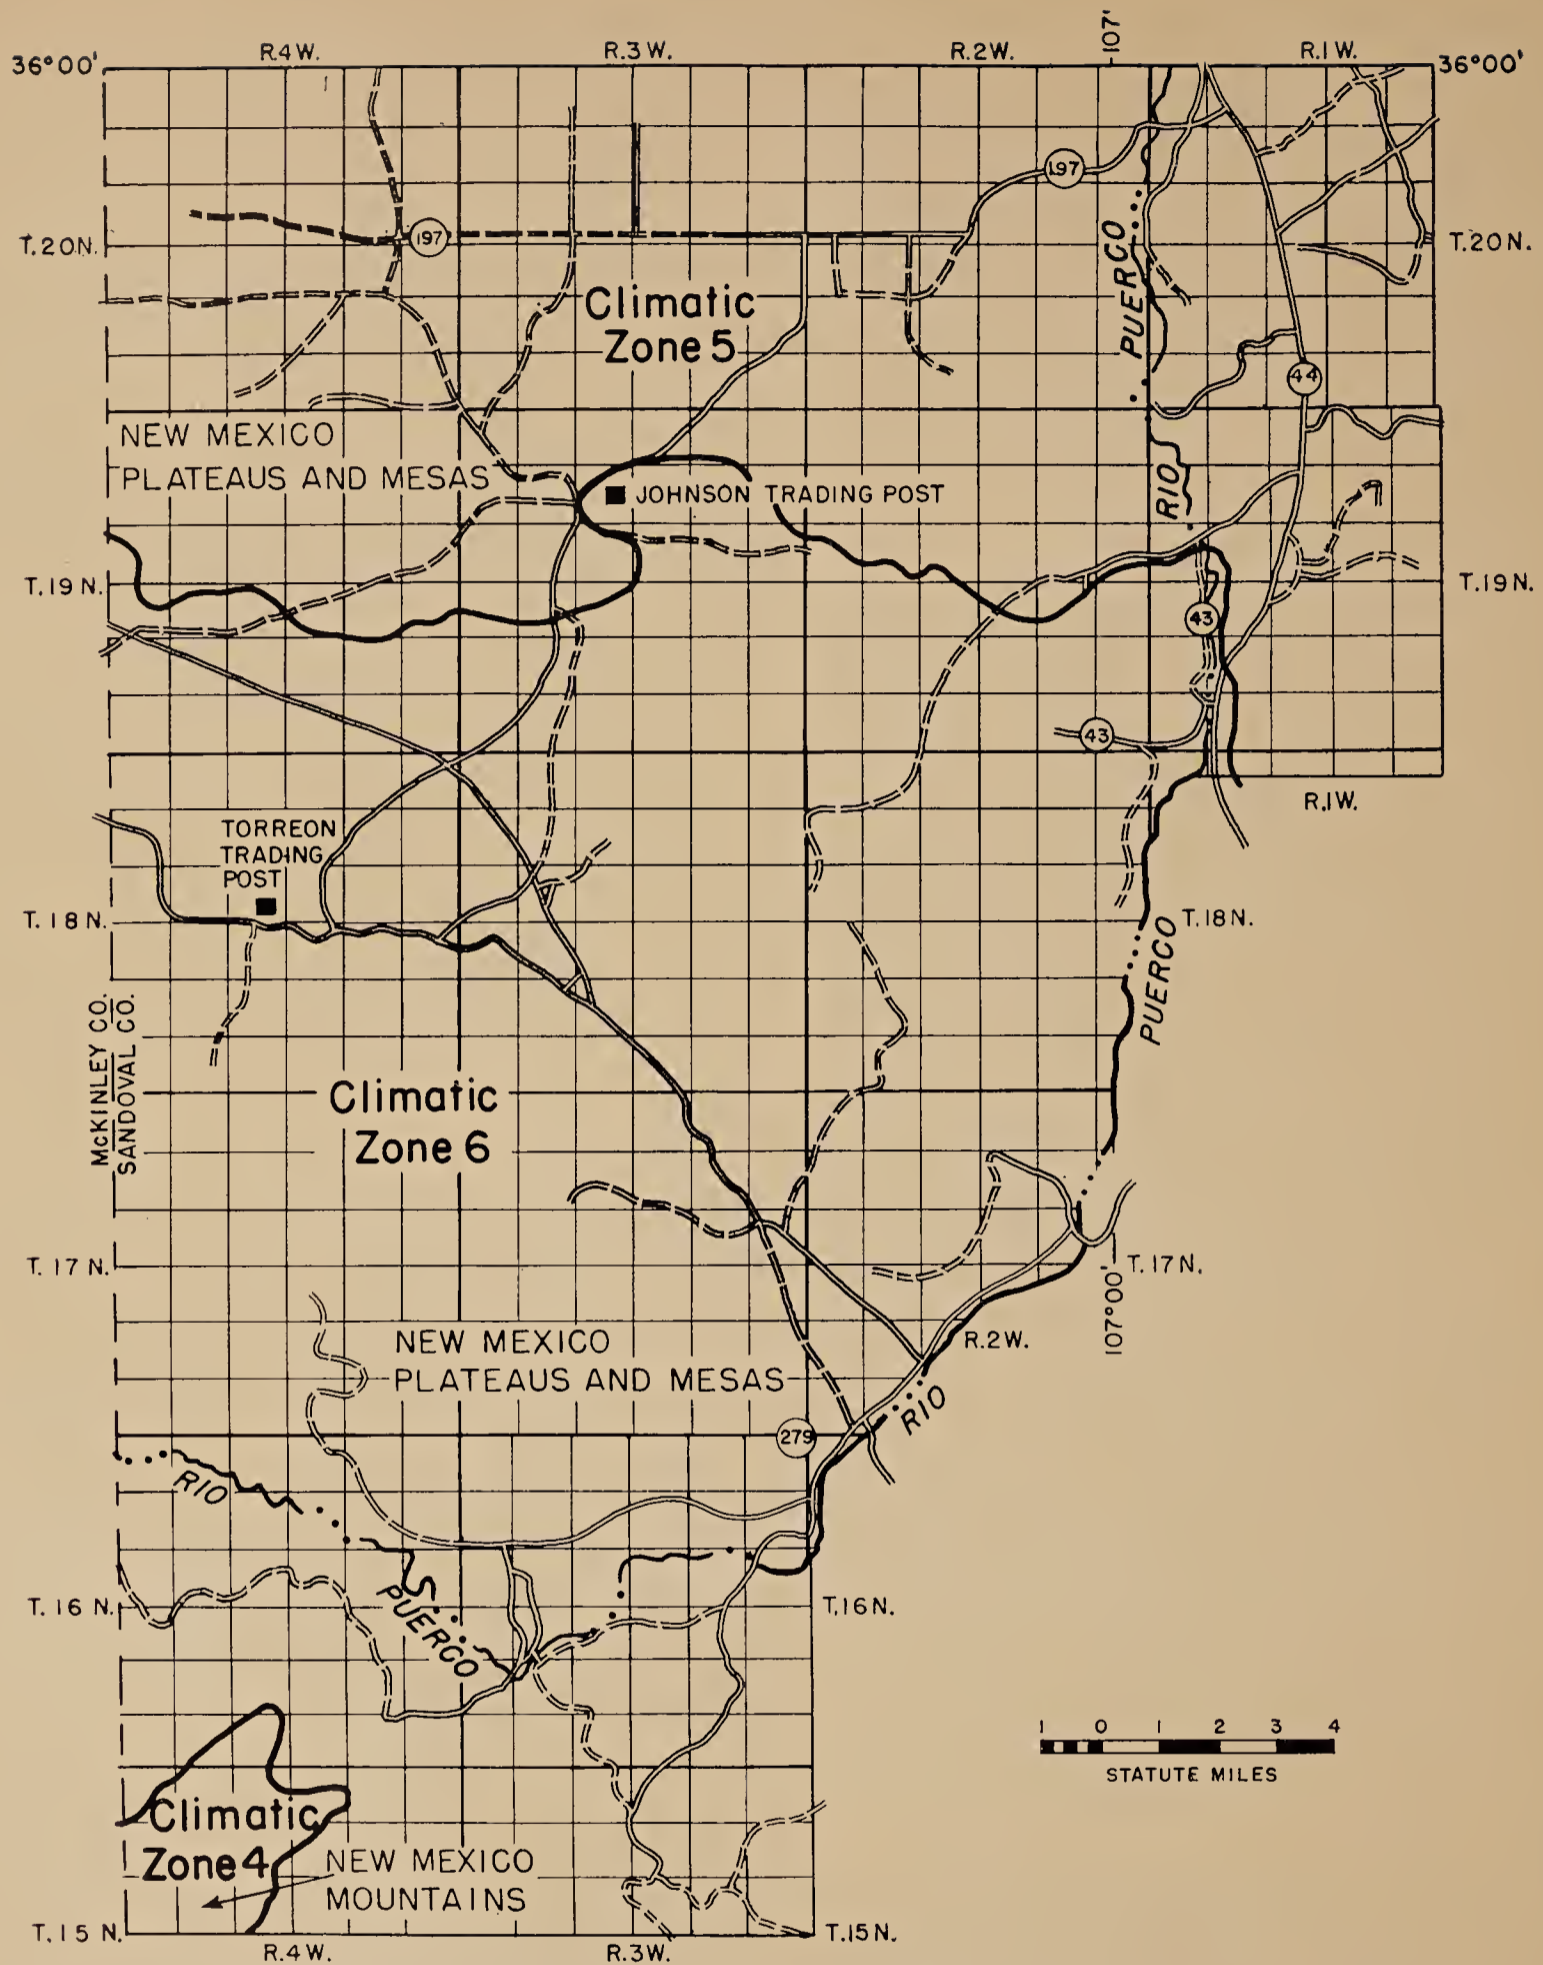 R.4W.
R.3W.
R.2W.
107'
R.1W.
36°00'
36°00'
197
T.20N.
197
PUERCO
T.20N.
Climatic
Zone 5
44
NEW MEXICO
PLATEAUS AND MESAS
JOHNSON TRADING POST
RIO
T.19N.
T.19N.
43
43
R.1W.
TORREON
TRADING
POST
T.18N.
T.18N.
PUERCO
McKINLEY CO.
SANDOVAL CO.
Climatic
Zone 6
T.17N.
T.17N.
107°00'
NEW MEXICO
PLATEAUS AND MESAS
R.2W.
RIO
279
RIO
PUERCO
T.16N.
T.16N.
1 0 1 2 3 4
STATUTE MILES
Climatic
Zone 4
NEW MEXICO
MOUNTAINS
T.15N.
T.15N.
R.4W.
R.3W.